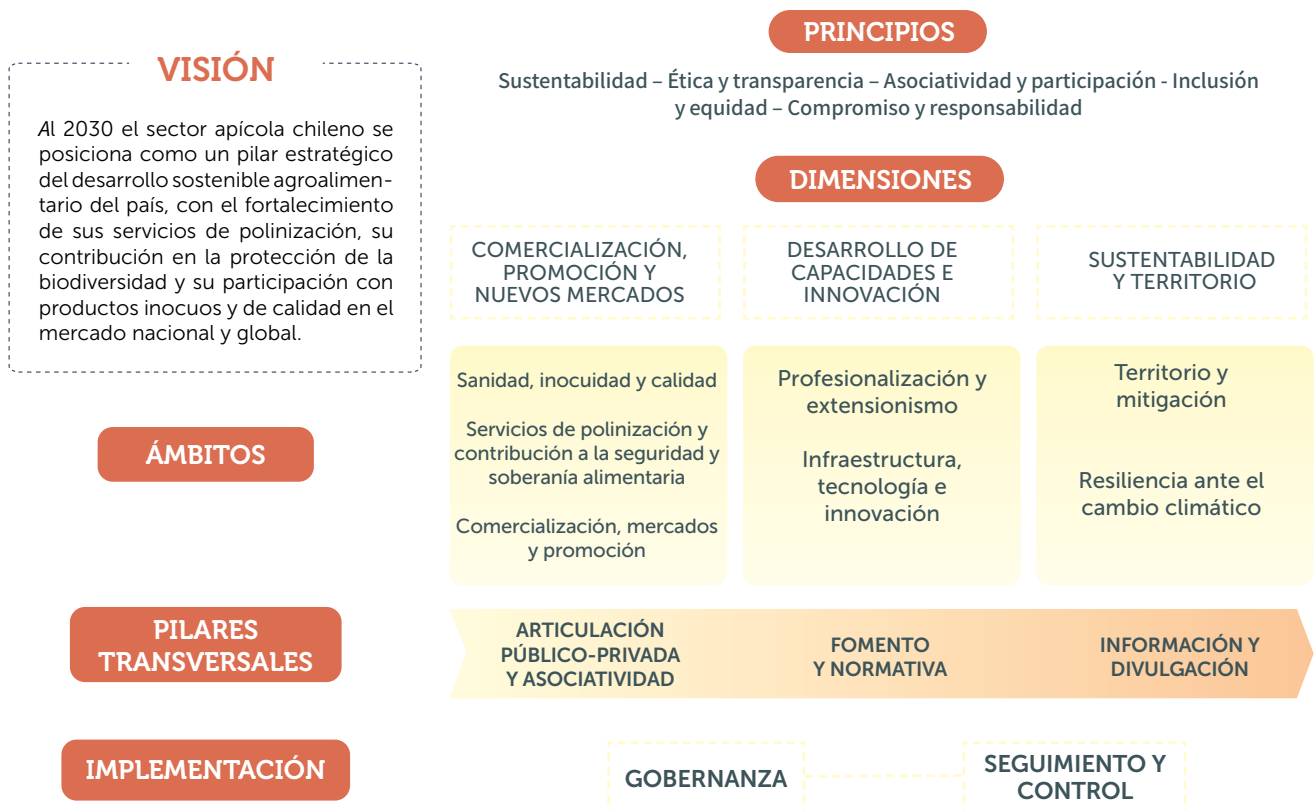 VISIÓN
Al 2030 el sector apícola chileno se
posiciona como un pilar estratégico
del desarrollo sostenible agroalimen-
tario del país, con el fortalecimiento
de sus servicios de polinización, su
contribución en la protección de la
biodiversidad y su participación con
productos inocuos y de calidad en el
mercado nacional y global.
PRINCIPIOS
Sustentabilidad – Ética y transparencia – Asociatividad y participación - Inclusión
y equidad – Compromiso y responsabilidad
DIMENSIONES
COMERCIALIZACIÓN,
PROMOCIÓN Y
NUEVOS MERCADOS
DESARROLLO DE
CAPACIDADES E
INNOVACIÓN
SUSTENTABILIDAD
Y TERRITORIO
ÁMBITOS
Sanidad, inocuidad y calidad
Servicios de polinización y
contribución a la seguridad y
soberanía alimentaria
Comercialización, mercados
y promoción
Profesionalización y
extensionismo
Infraestructura,
tecnología e
innovación
Territorio y
mitigación
Resiliencia ante el
cambio climático
PILARES
TRANSVERSALES
ARTICULACIÓN
PÚBLICO-PRIVADA
Y ASOCIATIVIDAD
FOMENTO
Y NORMATIVA
INFORMACIÓN Y
DIVULGACIÓN
IMPLEMENTACIÓN
GOBERNANZA
SEGUIMIENTO Y
CONTROL